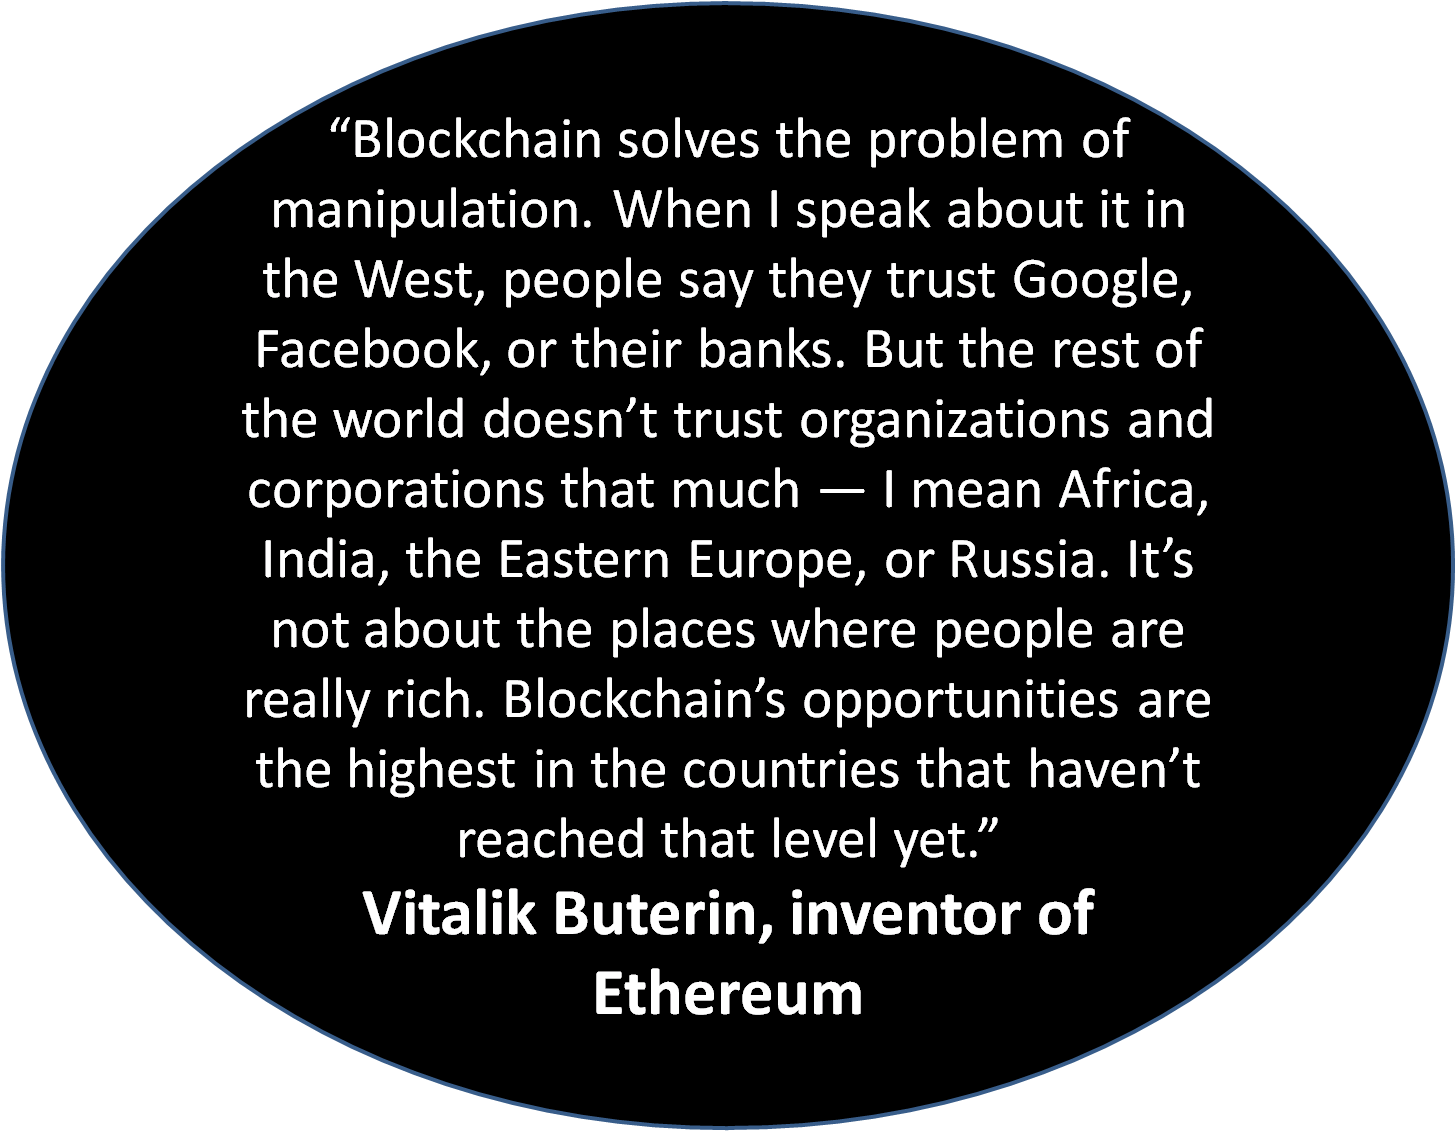 “Blockchain solves the problem of
manipulation. When I speak about it in
the West, people say they trust Google,
Facebook, or their banks. But the rest of
the world doesn’t trust organizations and
corporations that much — I mean Africa,
India, the Eastern Europe, or Russia. It’s
not about the places where people are
really rich. Blockchain’s opportunities are
the highest in the countries that haven’t
reached that level yet.”
Vitalik Buterin, inventor of
Ethereum